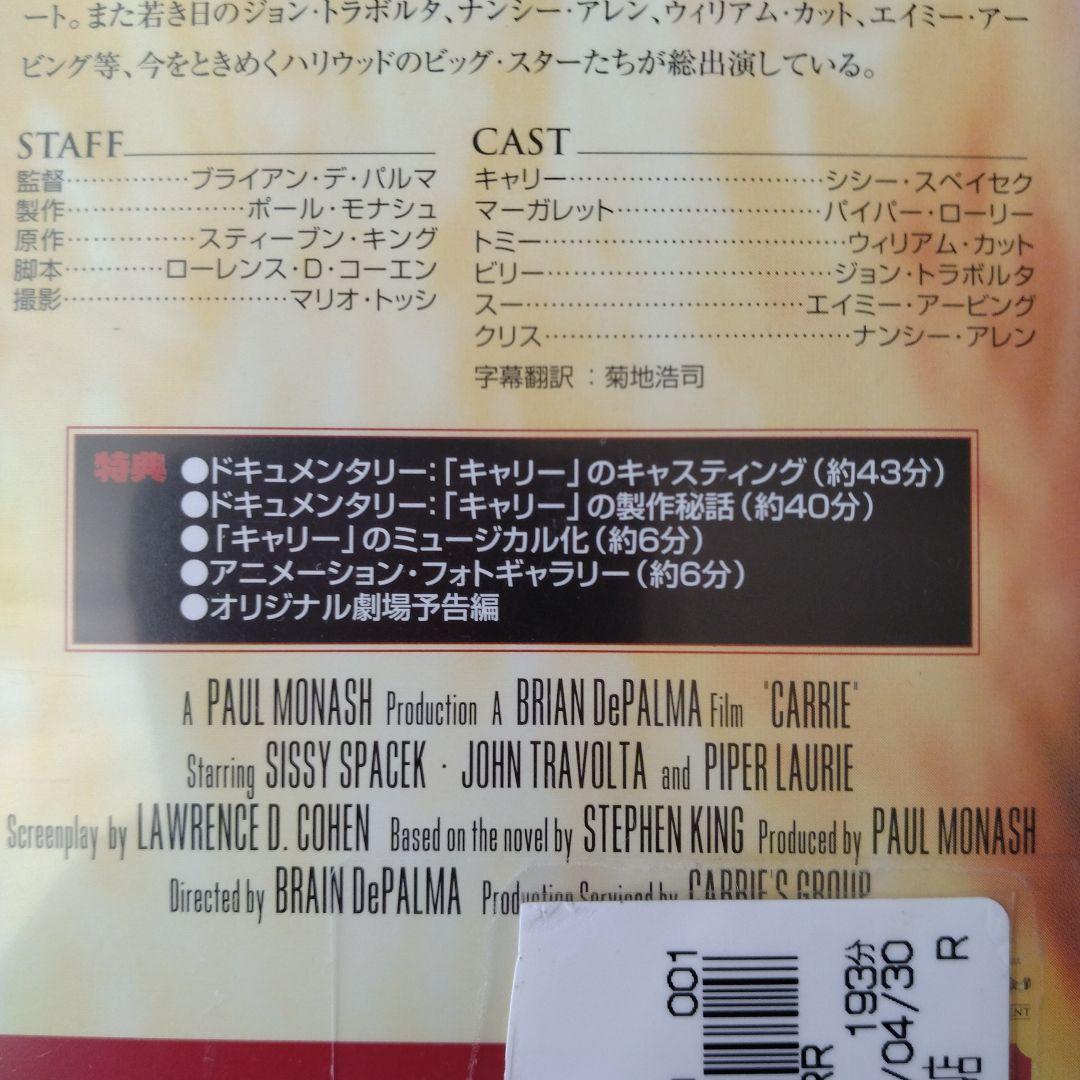 ート。また若き日のジョン・トラボルタ、ナンシー・アレン、ウィリアム・カット、エイミー・アー
ビング等、今をときめくハリウッドのビッグ・スターたちが総出演している。
STAFF
監督……………ブライアン・デ・パルマ
製作…………………ポール・モナシュ
原作……………スティーブン・キング
脚本…………ローレンス・D・コーエン
撮影………………………マリオ・トッシ
CAST
キャリー………………………………シシー・スペイセク
マーガレット……………………パイパー・ローリー
トミー………………………………ウィリアム・カット
ビリー……………………………ジョン・トラボルタ
スー…………………………………エイミー・アービング
クリス………………………………ナンシー・アレン
字幕翻訳：菊地浩司
特典 ●ドキュメンタリー：「キャリー」のキャスティング（約43分）
●ドキュメンタリー：「キャリー」の製作秘話（約40分）
●「キャリー」のミュージカル化（約6分）
●アニメーション・フォトギャラリー（約6分）
●オリジナル劇場予告編
A PAUL MONASH Production A BRIAN DePALMA Film "CARRIE"
Starring SISSY SPACEK · JOHN TRAVOLTA and PIPER LAURIE
Screenplay by LAWRENCE D. COHEN Based on the novel by STEPHEN KING Produced by PAUL MONASH
Directed by BRAIN DePALMA Production Serviced by CARRIE'S GROUP
001
RR
193分
/04/30
店
R